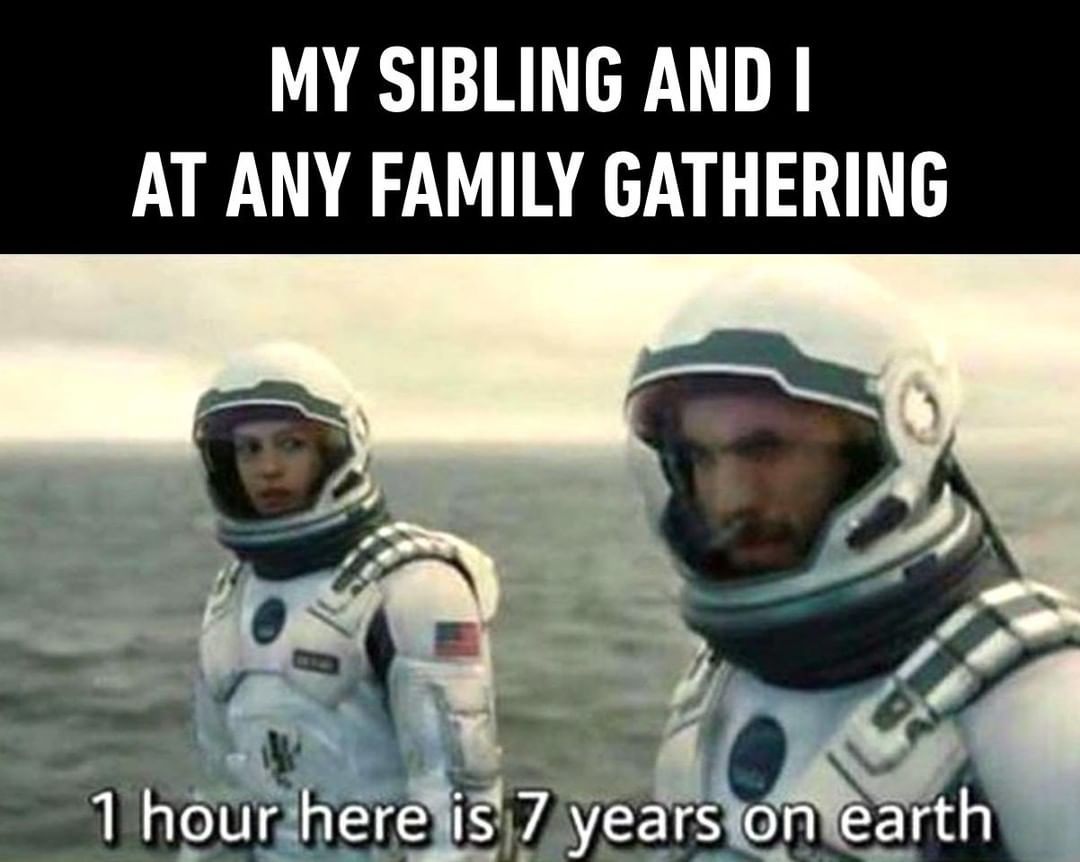 MY SIBLING AND I
AT ANY FAMILY GATHERING
1 hour here is 7 years on earth